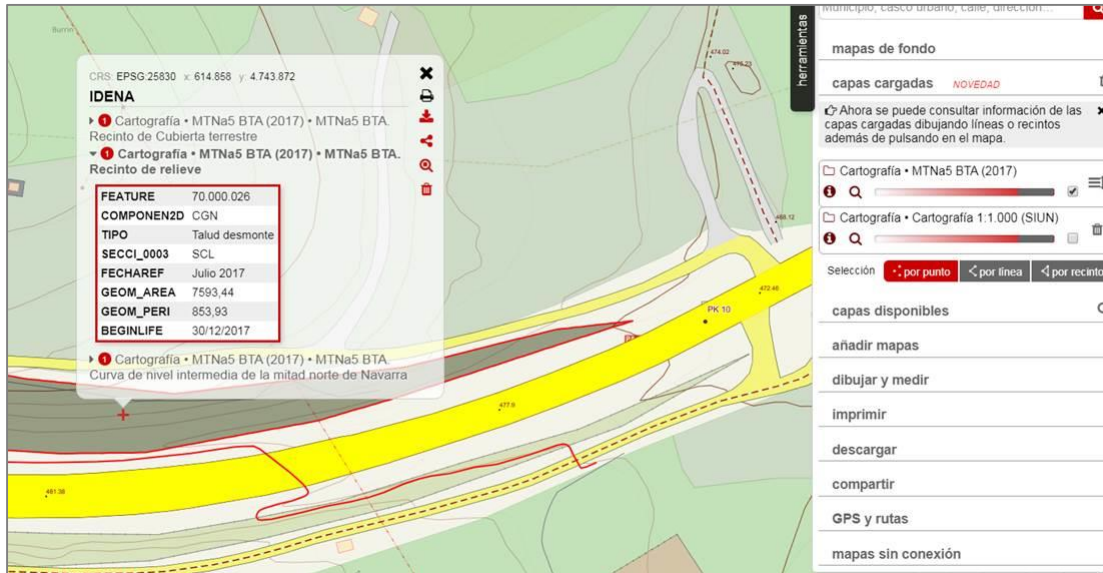 Burrin
CRS: EPSG:25830 x: 614.858 y: 4.743.872
IDENA
1 Cartografía • MTNa5 BTA (2017) • MTNa5 BTA.
Recinto de Cubierta terrestre
1 Cartografía • MTNa5 BTA (2017) • MTNa5 BTA.
Recinto de relieve
FEATURE 70.000.026
COMPONEN2D CGN
TIPO Talud desmonte
SECCI_0003 SCL
FECHAREF Julio 2017
GEOM_AREA 7593,44
GEOM_PERI 853,93
BEGINLIFE 30/12/2017
1 Cartografía • MTNa5 BTA (2017) • MTNa5 BTA.
Curva de nivel intermedia de la mitad norte de Navarra
474.02
468.12
472.46
PK 10
477.9
481.38
herramientas
Municipio, casco urbano, calle, dirección...
mapas de fondo
capas cargadas NOVEDAD
Ahora se puede consultar información de las
capas cargadas dibujando líneas o recintos
además de pulsando en el mapa.
Cartografía • MTNa5 BTA (2017)
Cartografía • Cartografía 1:1.000 (SIUN)
Selección por punto por línea por recinto
capas disponibles
añadir mapas
dibujar y medir
imprimir
descargar
compartir
GPS y rutas
mapas sin conexión